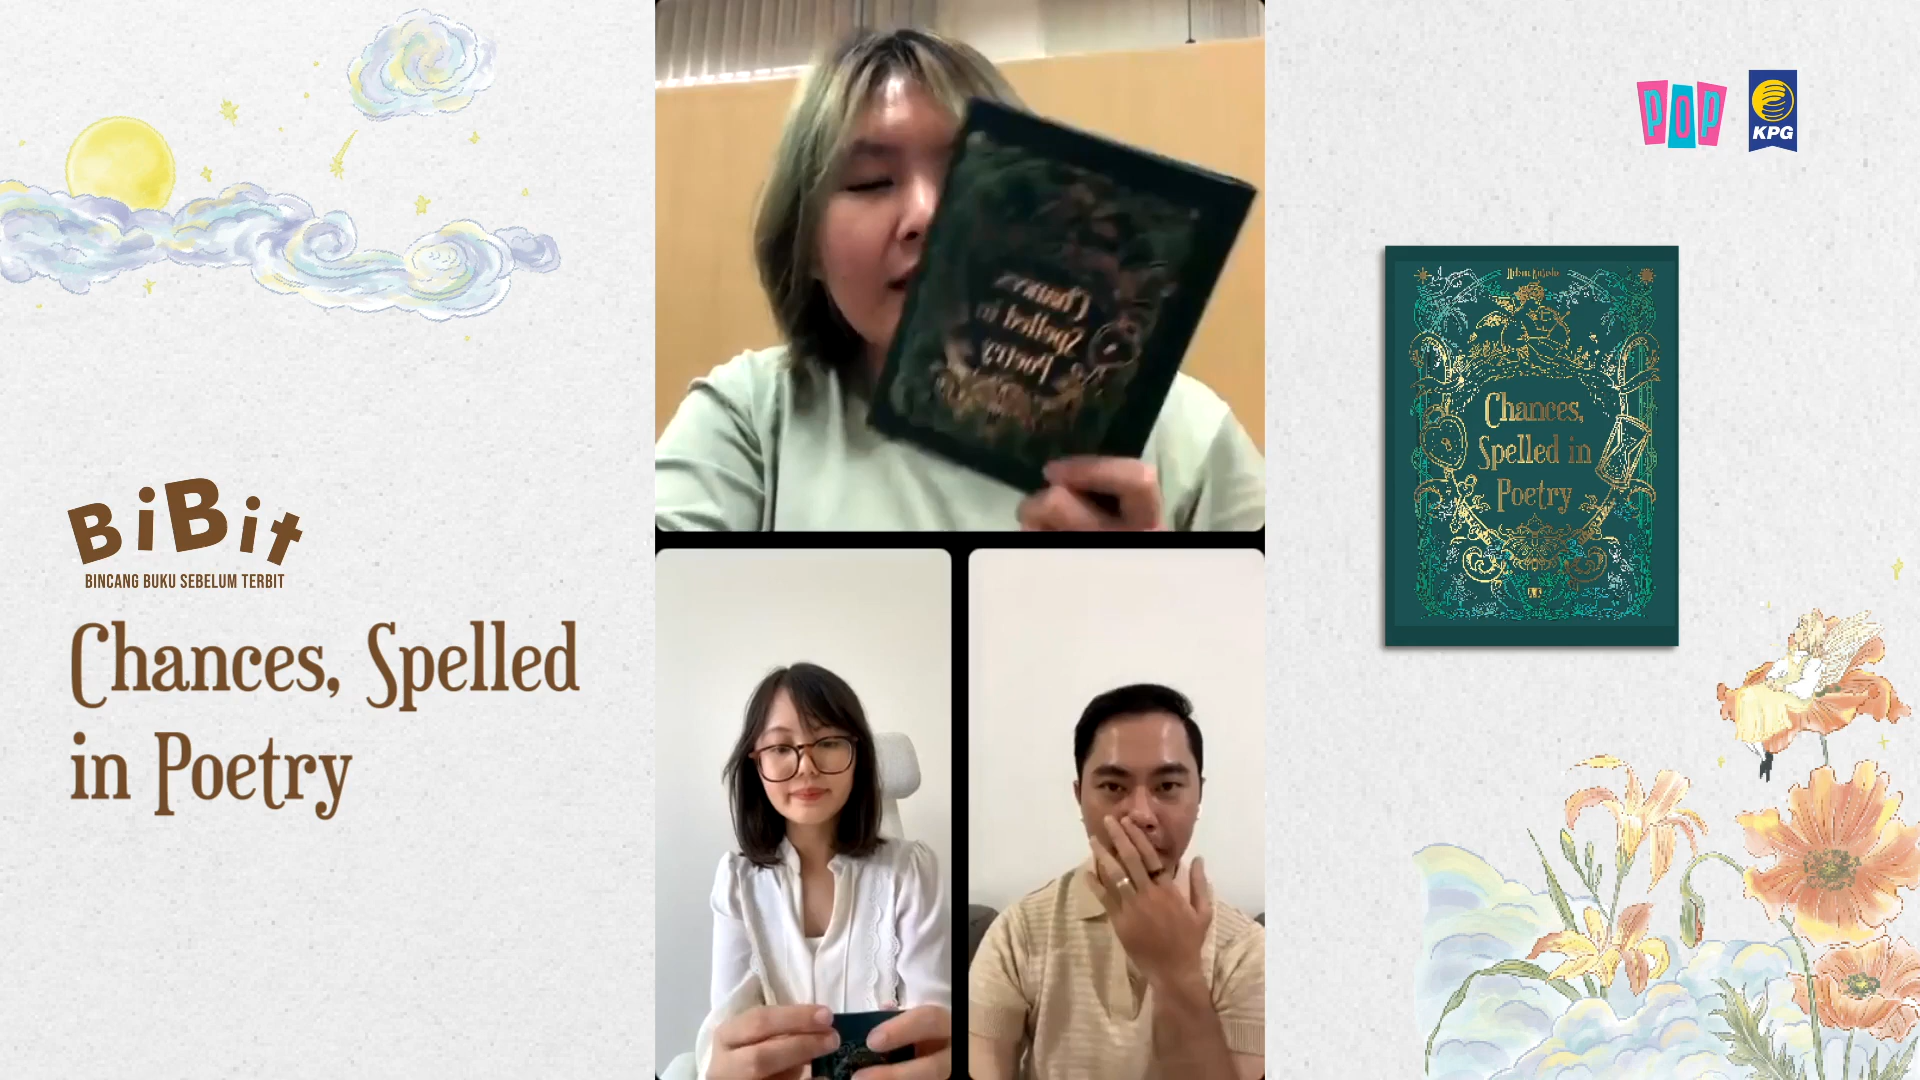 BiBit
BINCANG BUKU SEBELUM TERBIT
Chances, Spelled
in Poetry
Chances,
Spelled in
Poetry
POP
KPG
Chances,
Spelled in
Poetry